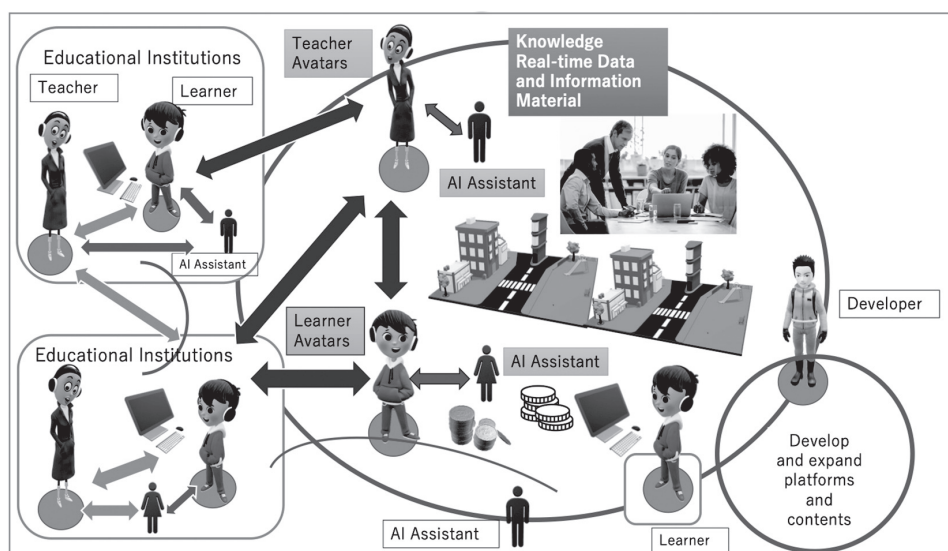 Educational Institutions
Teacher
Learner
AI Assistant
Teacher
Avatars
AI Assistant
Knowledge
Real-time Data
and Information
Material
Developer
Educational Institutions
Learner
Avatars
AI Assistant
AI Assistant
Learner
Develop
and expand
platforms
and
contents